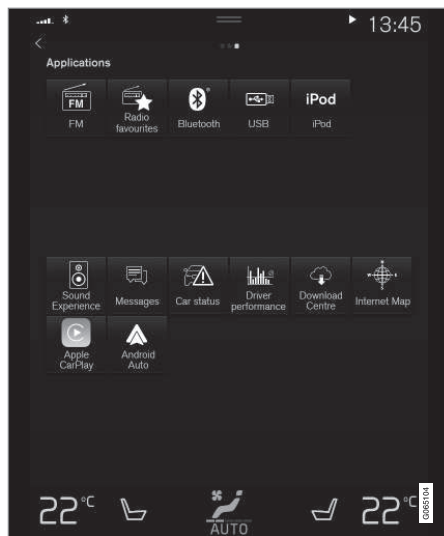 13:45
Applications
FM
iPod
FM
Radio
favourites
Bluetooth
USB
iPod
Sound
Experience
Messages
Car status
Driver
performance
Download
Centre
Internet Map
Apple
CarPlay
Android
Auto
22°C
AUTO
22°C
G065104